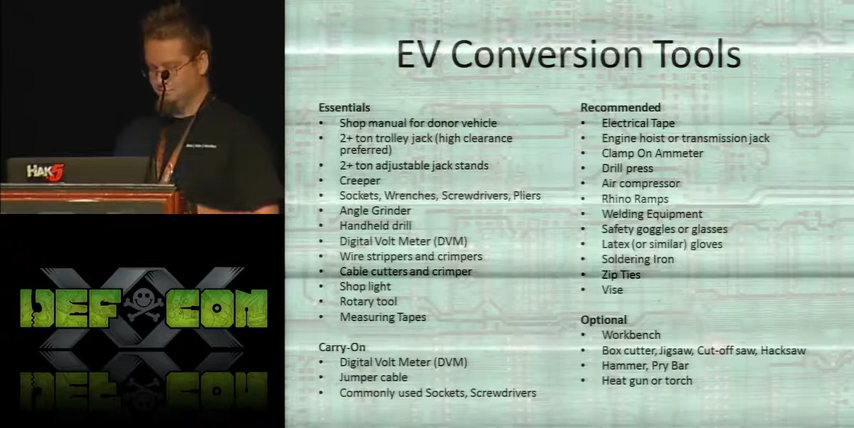 EV Conversion Tools
Essentials
• Shop manual for donor vehicle
• 2+ ton trolley jack (high clearance
preferred)
• 2+ ton adjustable jack stands
• Creeper
• Sockets, Wrenches, Screwdrivers, Pliers
• Angle Grinder
• Handheld drill
• Digital Volt Meter (DVM)
• Wire strippers and crimpers
• Cable cutters and crimper
• Shop light
• Rotary tool
• Measuring Tapes
Carry-On
• Digital Volt Meter (DVM)
• Jumper cable
• Commonly used Sockets, Screwdrivers
Recommended
• Electrical Tape
• Engine hoist or transmission jack
• Clamp On Ammeter
• Drill press
• Air compressor
• Rhino Ramps
• Welding Equipment
• Safety goggles or glasses
• Latex (or similar) gloves
• Soldering Iron
• Zip Ties
• Vise
Optional
• Workbench
• Box cutter, Jigsaw, Cut-off saw, Hacksaw
• Hammer, Pry Bar
• Heat gun or torch
HAK5
DEF CON
XX